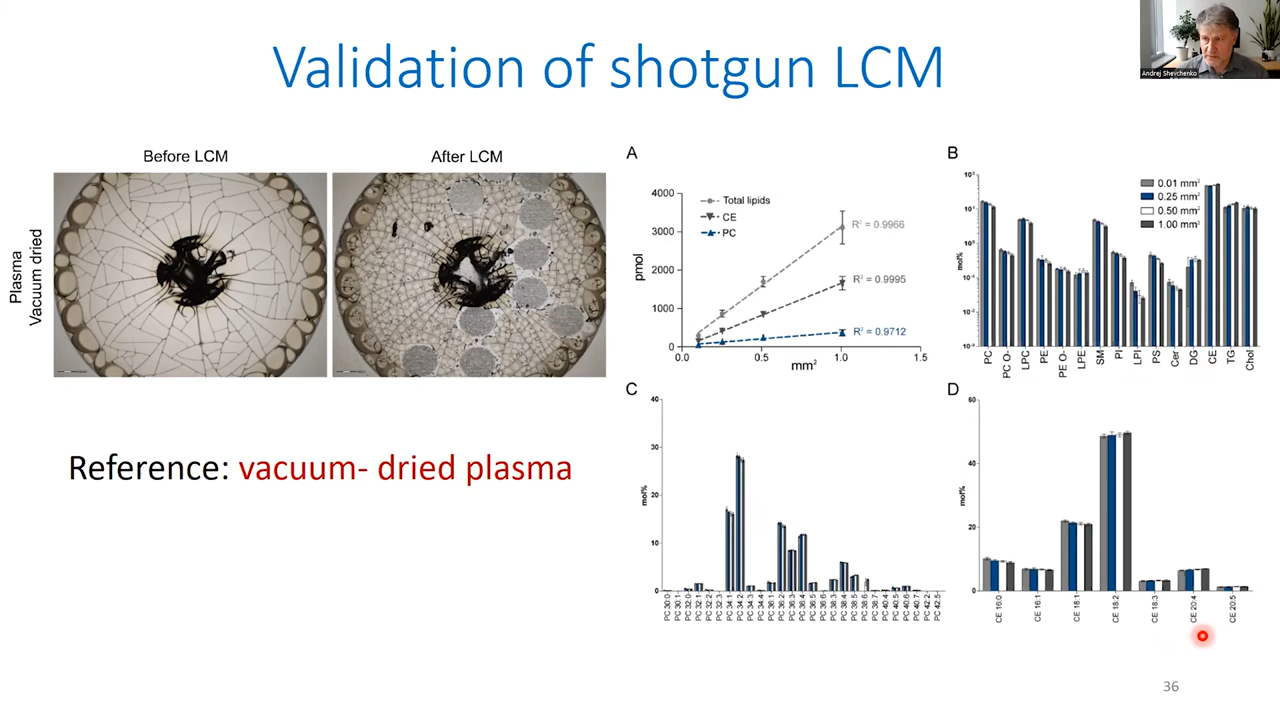 Validation of shotgun LCM
Andrej Shevchenko
Before LCM
After LCM
Plasma
Vacuum dried
Reference: vacuum- dried plasma
A
pmol
4000
3000
2000
1000
0
0.0
0.5
1.0
1.5
mm²
Total lipids
CE
PC
R² = 0.9966
R² = 0.9995
R² = 0.9712
B
mol%
0.01 mm²
0.25 mm²
0.50 mm²
1.00 mm²
PC
PC O-
LPC
PE
PE O-
LPE
SM
PI
LPI
PS
Cer
DG
CE
TG
Chol
C
mol%
40
30
20
10
0
PC 30:0
PC 30:1
PC 32:0
PC 32:1
PC 32:2
PC 32:3
PC 34:1
PC 34:2
PC 34:3
PC 34:4
PC 36:1
PC 36:2
PC 36:3
PC 36:4
PC 36:5
PC 36:6
PC 38:3
PC 38:4
PC 38:5
PC 38:6
PC 38:7
PC 40:4
PC 40:5
PC 40:6
PC 40:7
PC 42:2
PC 42:5
D
mol%
60
40
20
0
CE 16:0
CE 16:1
CE 18:1
CE 18:2
CE 18:3
CE 20:4
CE 20:5
36